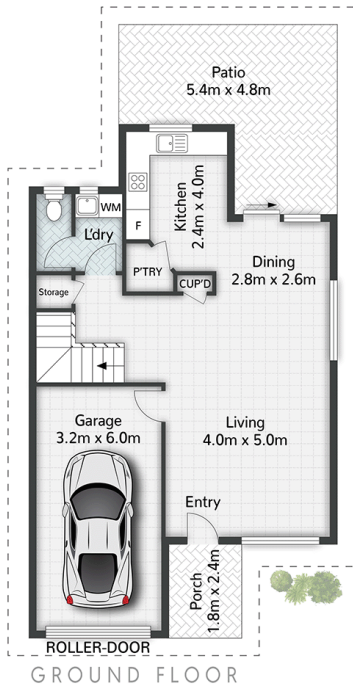 Patio
5.4m x 4.8m
Kitchen
2.4m x 4.0m
WM
F
L'dry
P'TRY
CUP'D
Dining
2.8m x 2.6m
Storage
Garage
3.2m x 6.0m
Living
4.0m x 5.0m
Entry
Porch
1.8m x 2.4m
ROLLER-DOOR
GROUND FLOOR